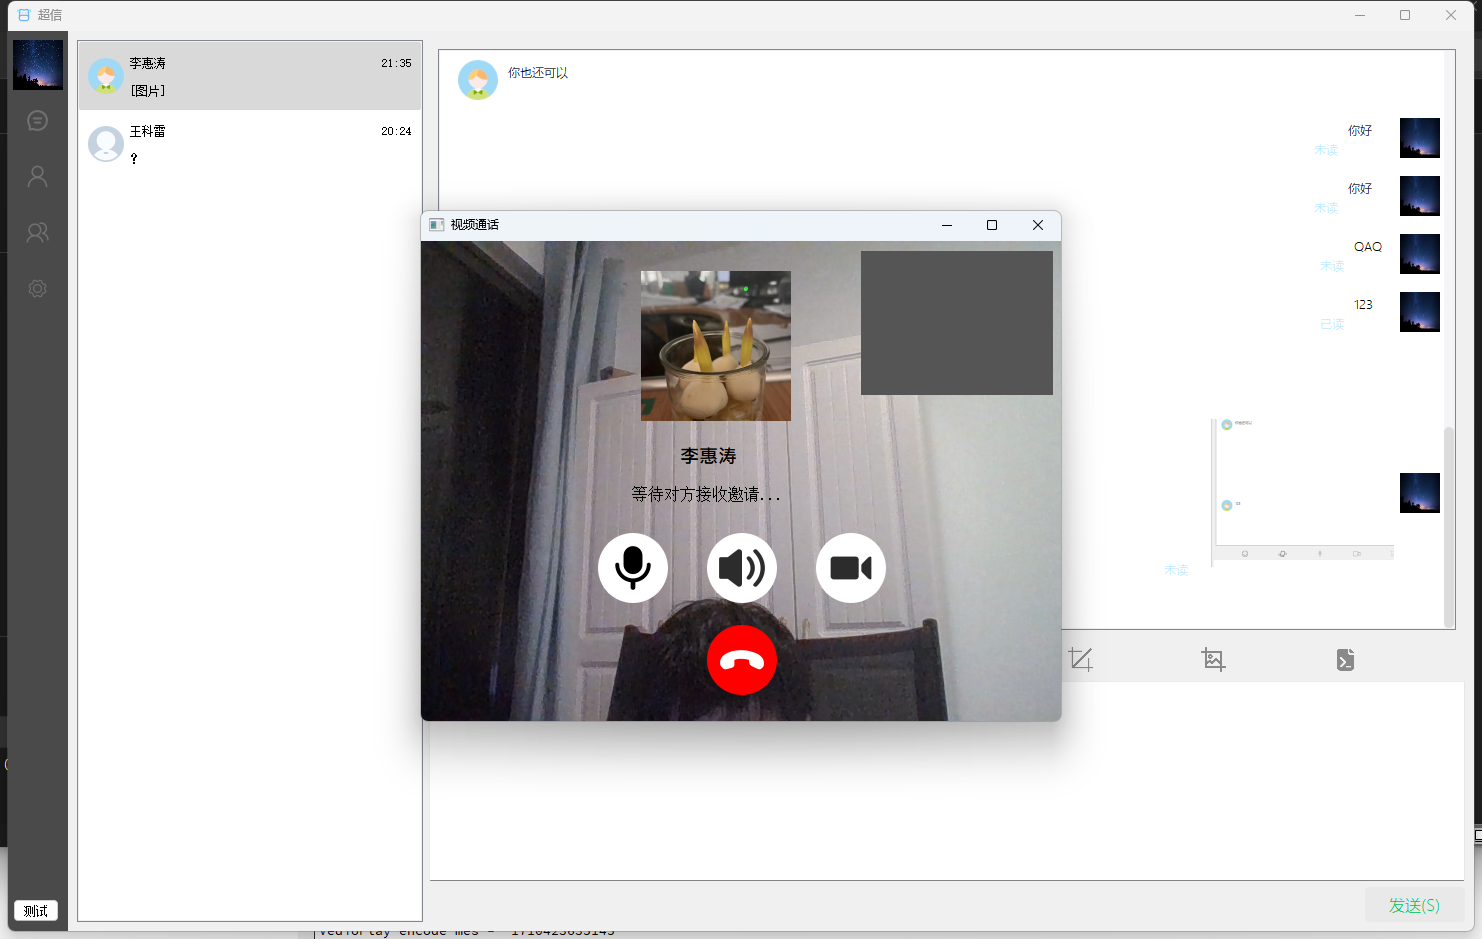 超信
李惠涛 21:35
[图片]
王科雷 20:24
?
你也还可以
你好
未读
你好
未读
QAQ
未读
123
已读
未读
视频通话
李惠涛
等待对方接收邀请...
测试
发送(S)